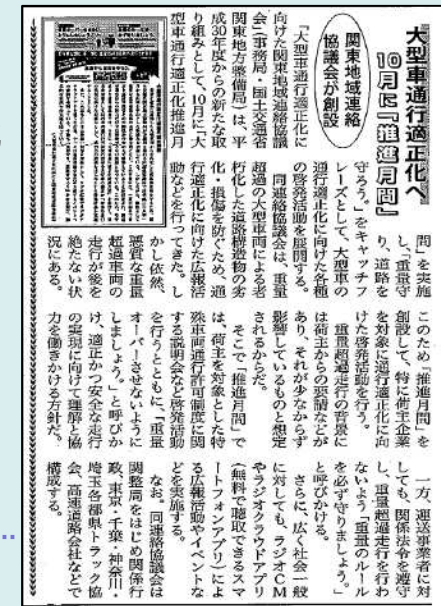 大型車通行適正化へ
10月に「推進月間」
関東地域連絡
協議会が創設
「大型車通行適正化に
向けた関東地域連絡協議
会」(事務局・国土交通省
関東地方整備局)は、平
成30年度からの新たな取
り組みとして、10月に「大
型車通行適正化推進月
間」を実施
し、「重量守
り、道路を
守ろう。」をキャッチフ
レーズとして、大型車の
通行適正化に向けた各種
の啓発活動を展開する。
同連絡協議会は、重量
超過の大型車両による老
朽化した道路構造物の劣
化・損傷を防ぐため、通
行適正化に向けた広報活
動などを行ってきた。し
かし依然、
悪質な重量
超過車両の
走行が後を
絶たない状
況にある。
このため「推進月間」を
創設して、特に荷主企業
を対象に通行適正化に向
けた啓発活動を行う。
重量超過走行の背景に
は荷主からの要請などが
あり、それが少なからず
影響しているものと想定
されるからだ。
そこで「推進月間」で
は、荷主を対象とした特
殊車両通行許可制度に関
する説明会など啓発活動
を行うとともに、「重量
オーバーさせないように
しましょう。」と呼びか
け、適正かつ安全な走行
の実現に向けて理解と協
力を働きかける方針だ。
一方、運送事業者に対
しても、関係法令を遵守
し、重量超過走行を行わ
ないよう「重量のルール
を必ず守りましょう。」
と呼びかける。
さらに、広く社会一般
に対しても、ラジオCM
やラジオクラウドアプリ
(無料で聴取できるスマ
ートフォンアプリ)によ
る広報活動やイベントな
どを実施する。
なお、同連絡協議会は
関東整備局をはじめ関係行
政、東京・千葉・神奈川・
埼玉各都県トラック協
会、高速道路会社などで
構成する。